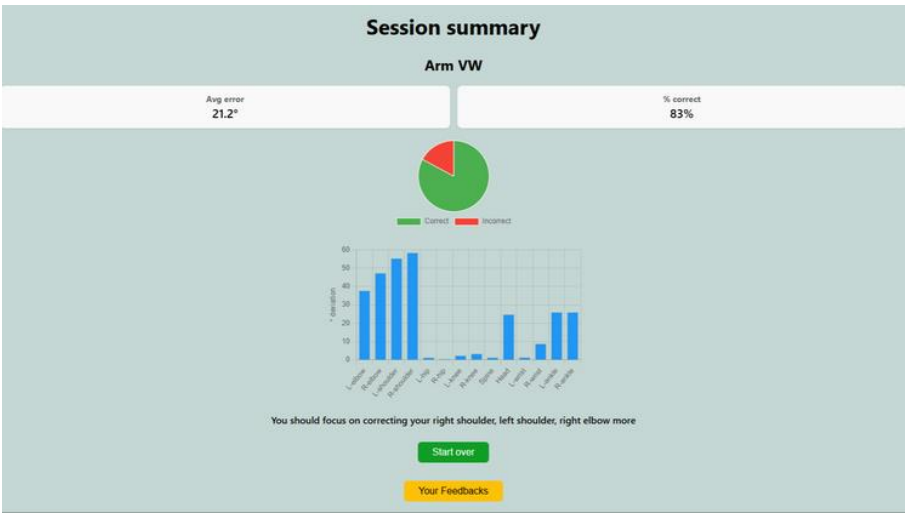 Session summary
Arm VW
Avg error
21.2°
% correct
83%
Correct
Incorrect
60
50
40
30
20
10
0
° deviation
L-elbow
R-elbow
L-shoulder
R-shoulder
L-hip
R-hip
L-knee
R-knee
Spine
Head
L-wrist
R-wrist
L-ankle
R-ankle
You should focus on correcting your right shoulder, left shoulder, right elbow more
Start over
Your Feedbacks